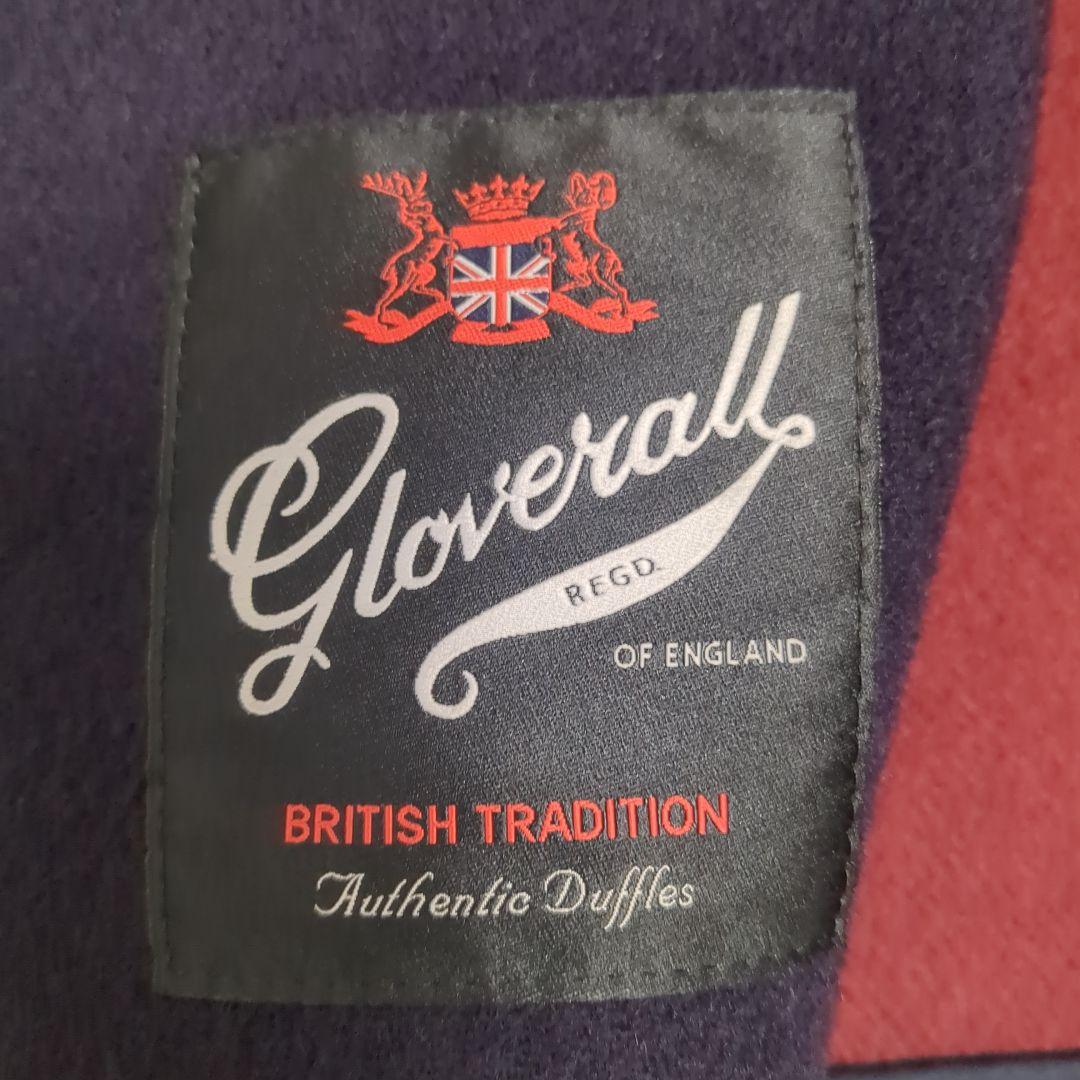 Gloverall
REGD.
OF ENGLAND
BRITISH TRADITION
Authentic Duffles